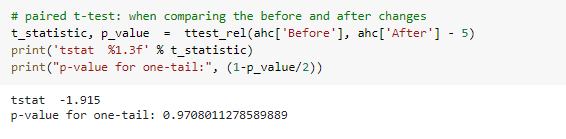 # paired t-test: when comparing the before and after changes
t_statistic, p_value  =  ttest_rel(ahc['Before'], ahc['After'] - 5)
print('tstat  %1.3f' % t_statistic)
print("p-value for one-tail:", (1-p_value/2))
tstat  -1.915
p-value for one-tail: 0.9708011278589889